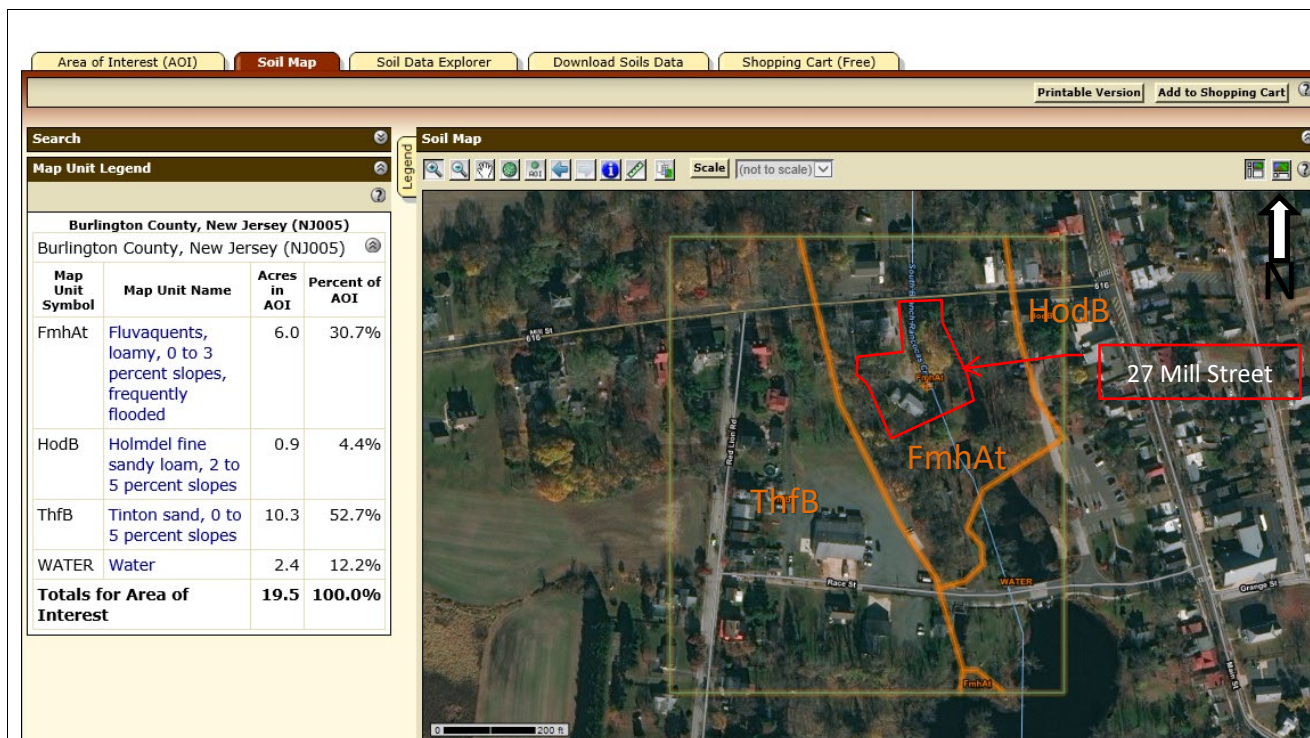 Area of Interest (AOI)
Soil Map
Soil Data Explorer
Download Soils Data
Shopping Cart (Free)
Printable Version
Add to Shopping Cart
Search
Map Unit Legend
Burlington County, New Jersey (NJ005)
Burlington County, New Jersey (NJ005)
Map Unit Symbol
Map Unit Name
Acres in AOI
Percent of AOI
FmhAt
Fluvaquents,
loamy, 0 to 3
percent slopes,
frequently
flooded
6.0
30.7%
HodB
Holmdel fine
sandy loam, 2 to
5 percent slopes
0.9
4.4%
ThfB
Tinton sand, 0 to
5 percent slopes
10.3
52.7%
WATER
Water
2.4
12.2%
Totals for Area of
Interest
19.5
100.0%
Legend
Soil Map
AOI
Scale
(not to scale)
N
616
HodB
Mill St
616
27 Mill Street
FmhAt
Red Lion Rd
FmhAt
ThfB
Race St
WATER
Grange St
Main St
FmhAt
0
200 ft